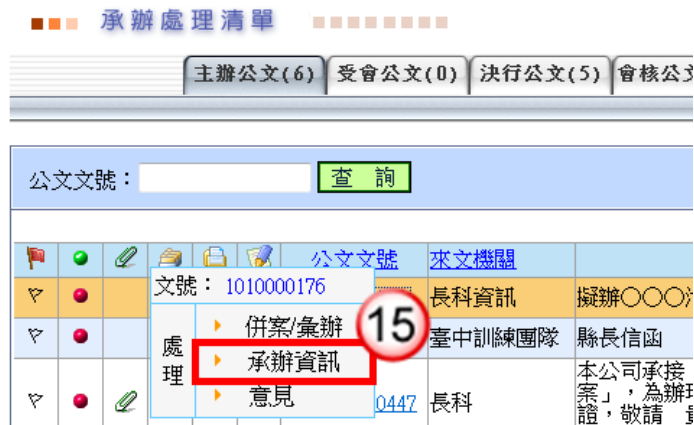 承辦處理清單
主辦公文(6) 受會公文(0) 決行公文(5) 會核公文
公文文號： 查 詢
公文文號 來文機關
文號： 1010000176
長科資訊 擬辦○○○
處理
併案/彙辦
15
臺中訓練團隊 縣長信函
承辦資訊
意見
0447 長科
本公司承接
案」，為辦理
證，敬請